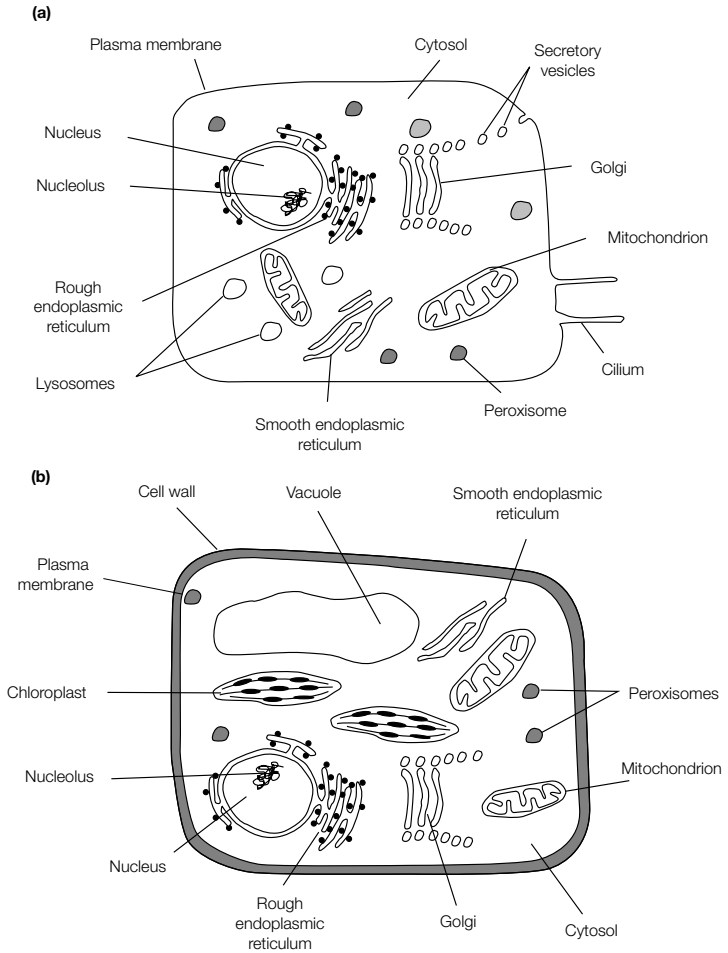 (a)
Plasma membrane
Cytosol
Secretory
vesicles
Nucleus
Golgi
Nucleolus
Mitochondrion
Rough
endoplasmic
reticulum
Cilium
Lysosomes
Peroxisome
Smooth endoplasmic
reticulum
(b)
Cell wall
Vacuole
Smooth endoplasmic
reticulum
Plasma
membrane
Chloroplast
Peroxisomes
Nucleolus
Mitochondrion
Nucleus
Rough
endoplasmic
reticulum
Golgi
Cytosol